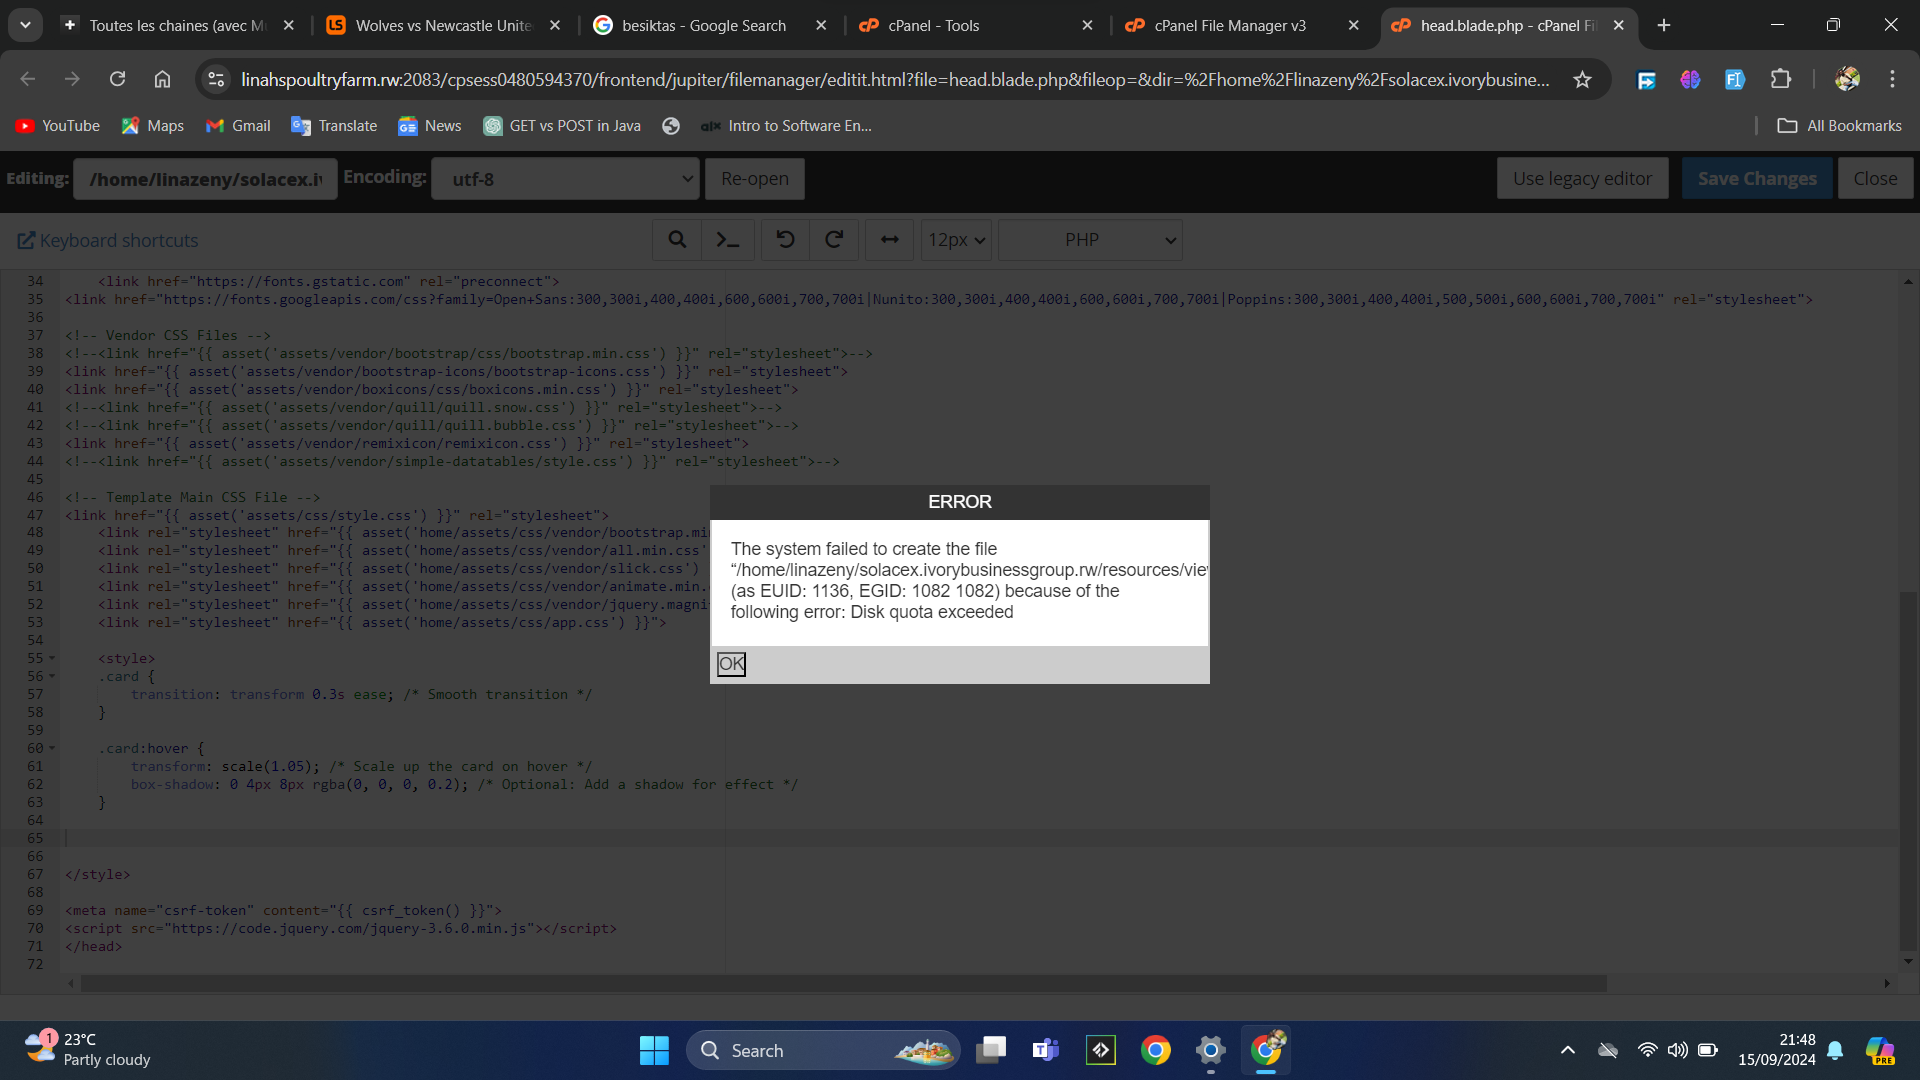 Toutes les chaines (avec M
Wolves vs Newcastle Unite
besiktas - Google Search
cPanel - Tools
cPanel File Manager v3
head.blade.php - cPanel Fi
linahspoultryfarm.rw:2083/cpsess0480594370/frontend/jupiter/filemanager/editit.html?file=head.blade.php&fileop=&dir=%2Fhome%2Flinazeny%2Fsolacex.ivorybusine...
YouTube
Maps
Gmail
Translate
News
GET vs POST in Java
alx Intro to Software En...
All Bookmarks
Editing: /home/linazeny/solacex.iv Encoding: utf-8 Re-open Use legacy editor Save Changes Close
Keyboard shortcuts 12px PHP
34 <link href="https://fonts.gstatic.com" rel="preconnect">
35 <link href="https://fonts.googleapis.com/css?family=Open+Sans:300,300i,400,400i,600,600i,700,700i|Nunito:300,300i,400,400i,600,600i,700,700i|Poppins:300,300i,400,400i,500,500i,600,600i,700,700i" rel="stylesheet">
36
37 <!-- Vendor CSS Files -->
38 <!--<link href="{{ asset('assets/vendor/bootstrap/css/bootstrap.min.css') }}" rel="stylesheet">-->
39 <link href="{{ asset('assets/vendor/bootstrap-icons/bootstrap-icons.css') }}" rel="stylesheet">
40 <link href="{{ asset('assets/vendor/boxicons/css/boxicons.min.css') }}" rel="stylesheet">
41 <!--<link href="{{ asset('assets/vendor/quill/quill.snow.css') }}" rel="stylesheet">-->
42 <!--<link href="{{ asset('assets/vendor/quill/quill.bubble.css') }}" rel="stylesheet">-->
43 <link href="{{ asset('assets/vendor/remixicon/remixicon.css') }}" rel="stylesheet">
44 <!--<link href="{{ asset('assets/vendor/simple-datatables/style.css') }}" rel="stylesheet">-->
45
46 <!-- Template Main CSS File -->
47 <link href="{{ asset('assets/css/style.css') }}" rel="stylesheet">
48 <link rel="stylesheet" href="{{ asset('home/assets/css/vendor/bootstrap.mi
49 <link rel="stylesheet" href="{{ asset('home/assets/css/vendor/all.min.css'
50 <link rel="stylesheet" href="{{ asset('home/assets/css/vendor/slick.css')
51 <link rel="stylesheet" href="{{ asset('home/assets/css/vendor/animate.min.
52 <link rel="stylesheet" href="{{ asset('home/assets/css/vendor/jquery.magni
53 <link rel="stylesheet" href="{{ asset('home/assets/css/app.css') }}">
54
55 <style>
56 .card {
57 transition: transform 0.3s ease; /* Smooth transition */
58 }
59
60 .card:hover {
61 transform: scale(1.05); /* Scale up the card on hover */
62 box-shadow: 0 4px 8px rgba(0, 0, 0, 0.2); /* Optional: Add a shadow for effect */
63 }
64
65
66
67 </style>
68
69 <meta name="csrf-token" content="{{ csrf_token() }}">
70 <script src="https://code.jquery.com/jquery-3.6.0.min.js"></script>
71 </head>
72
ERROR
The system failed to create the file
“/home/linazeny/solacex.ivorybusinessgroup.rw/resources/vie
(as EUID: 1136, EGID: 1082 1082) because of the
following error: Disk quota exceeded
OK
1
23°C
Partly cloudy
Search
PRE
21:48
15/09/2024